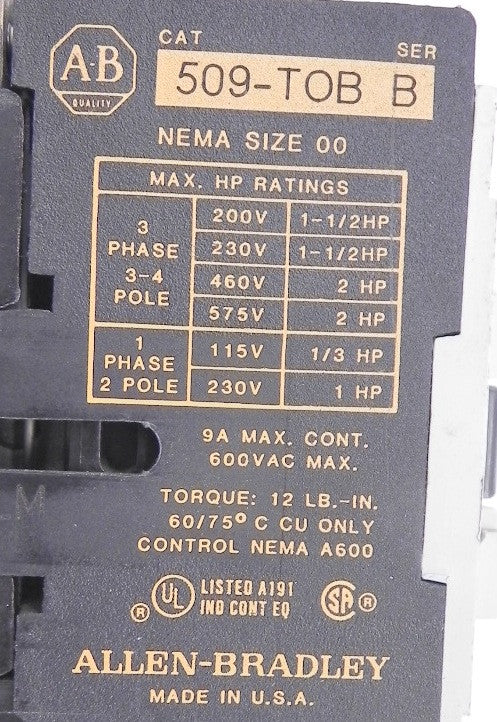 A-B
QUALITY
CAT SER
509-TOB B
NEMA SIZE 00
MAX. HP RATINGS
3 PHASE 3-4 POLE
200V 1-1/2HP
230V 1-1/2HP
460V 2 HP
575V 2 HP
1 PHASE 2 POLE
115V 1/3 HP
230V 1 HP
9A MAX. CONT.
600VAC MAX.
TORQUE: 12 LB.-IN.
60/75° C CU ONLY
CONTROL NEMA A600
M
® UL LISTED A191 SA ®
IND CONT EQ
ALLEN-BRADLEY
MADE IN U.S.A.